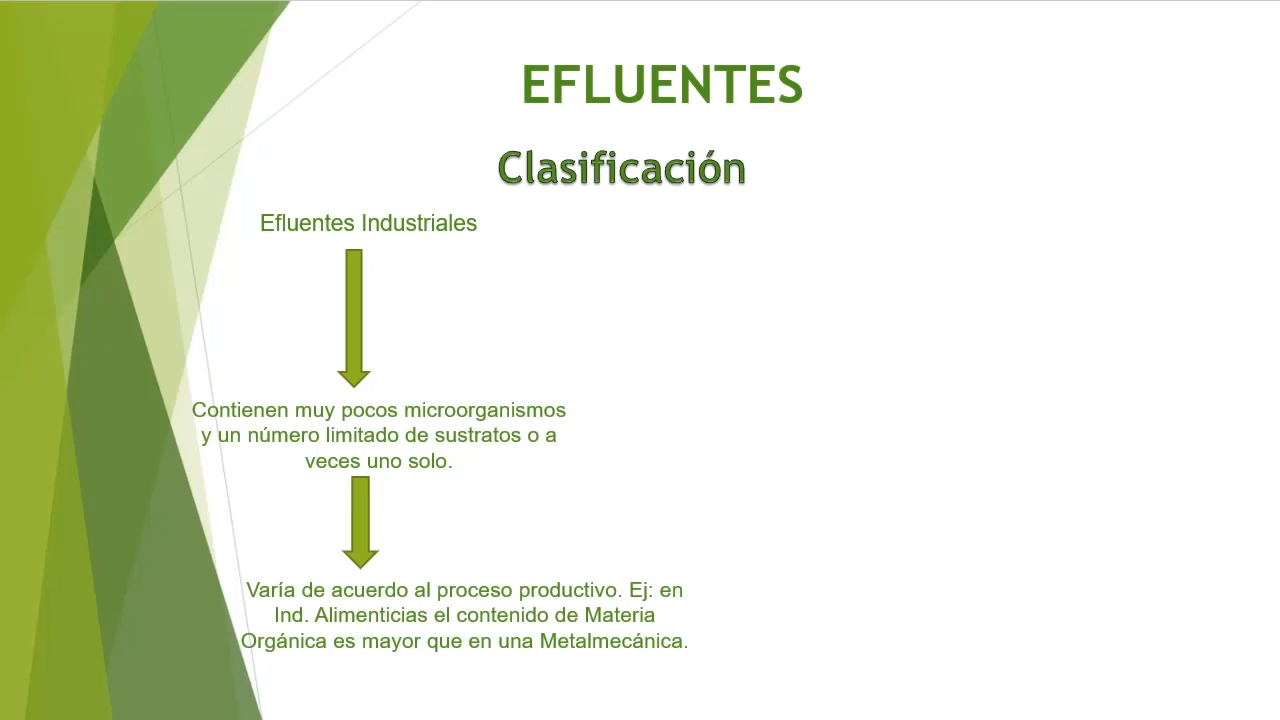 EFLUENTES
Clasificación
Efluentes Industriales
Contienen muy pocos microorganismos
y un número limitado de sustratos o a
veces uno solo.
Varía de acuerdo al proceso productivo. Ej: en
Ind. Alimenticias el contenido de Materia
Orgánica es mayor que en una Metalmecánica.